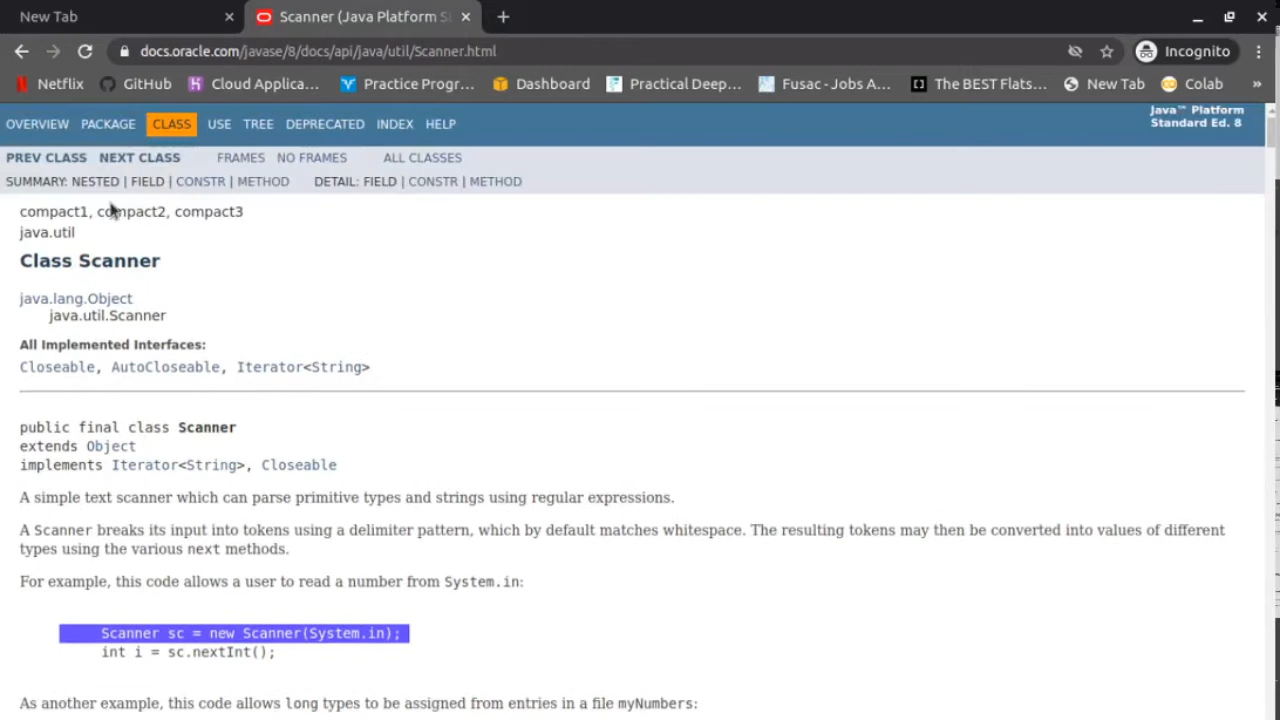 New Tab
Scanner (Java Platform S
docs.oracle.com/javase/8/docs/api/java/util/Scanner.html
Incognito
Netflix GitHub Cloud Applica... Practice Progr... Dashboard Practical Deep... Fusac - Jobs A... The BEST Flats... New Tab Colab »
OVERVIEW PACKAGE CLASS USE TREE DEPRECATED INDEX HELP
Java™ Platform
Standard Ed. 8
PREV CLASS NEXT CLASS FRAMES NO FRAMES ALL CLASSES
SUMMARY: NESTED | FIELD | CONSTR | METHOD DETAIL: FIELD | CONSTR | METHOD
compact1, compact2, compact3
java.util
Class Scanner
java.lang.Object
java.util.Scanner
All Implemented Interfaces:
Closeable, AutoCloseable, Iterator<String>
public final class Scanner
extends Object
implements Iterator<String>, Closeable
A simple text scanner which can parse primitive types and strings using regular expressions.
A Scanner breaks its input into tokens using a delimiter pattern, which by default matches whitespace. The resulting tokens may then be converted into values of different
types using the various next methods.
For example, this code allows a user to read a number from System.in:
Scanner sc = new Scanner(System.in);
int i = sc.nextInt();
As another example, this code allows long types to be assigned from entries in a file myNumbers: